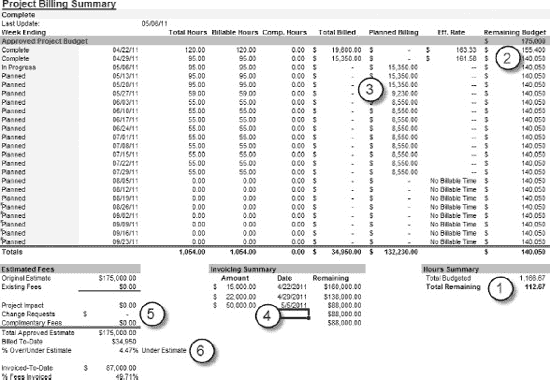 Project Billing Summary
Complete
Last Update: 05/06/11
Week Ending Total Hours Billable Hours Comp. Hours Total Billed Planned Billing Eff. Rate Remaining Budget
Approved Project Budget $ 175,000
Complete 04/22/11 120.00 120.00 0.00 $ 19,600.00 $ - $ 163.33 $ 155,400
Complete 04/29/11 95.00 95.00 0.00 $ 15,350.00 $ - $ 161.58 $ 140,050
In Progress 05/06/11 95.00 95.00 0.00 $ - $ 15,350.00 -- $ 140,050
Planned 05/13/11 95.00 95.00 0.00 $ - $ 15,350.00 -- $ 140,050
Planned 05/20/11 95.00 95.00 0.00 $ - $ 15,350.00 -- $ 140,050
Planned 05/27/11 59.00 59.00 0.00 $ - $ 9,230.00 -- $ 140,050
Planned 06/03/11 55.00 55.00 0.00 $ - $ 8,550.00 -- $ 140,050
Planned 06/10/11 55.00 55.00 0.00 $ - $ 8,550.00 -- $ 140,050
Planned 06/17/11 55.00 55.00 0.00 $ - $ 8,550.00 -- $ 140,050
Planned 06/24/11 55.00 55.00 0.00 $ - $ 8,550.00 -- $ 140,050
Planned 07/01/11 55.00 55.00 0.00 $ - $ 8,550.00 -- $ 140,050
Planned 07/08/11 55.00 55.00 0.00 $ - $ 8,550.00 -- $ 140,050
Planned 07/15/11 55.00 55.00 0.00 $ - $ 8,550.00 -- $ 140,050
Planned 07/22/11 55.00 55.00 0.00 $ - $ 8,550.00 -- $ 140,050
Planned 07/29/11 55.00 55.00 0.00 $ - $ 8,550.00 -- $ 140,050
Planned 08/05/11 0.00 0.00 0.00 $ - $ - No Billable Time $ 140,050
Planned 08/12/11 0.00 0.00 0.00 $ - $ - No Billable Time $ 140,050
Planned 08/19/11 0.00 0.00 0.00 $ - $ - No Billable Time $ 140,050
Planned 08/26/11 0.00 0.00 0.00 $ - $ - No Billable Time $ 140,050
Planned 09/02/11 0.00 0.00 0.00 $ - $ - No Billable Time $ 140,050
Planned 09/09/11 0.00 0.00 0.00 $ - $ - No Billable Time $ 140,050
Planned 09/16/11 0.00 0.00 0.00 $ - $ - No Billable Time $ 140,050
Planned 09/23/11 0.00 0.00 0.00 $ - $ - No Billable Time $ 140,050
Totals 1,054.00 1,054.00 0.00 $ 34,950.00 $ 132,230.00 $ 140,050
2
3
Estimated Fees
Original Estimate $175,000.00
Existing Fees $0.00
Project Impact $0.00
Change Requests $ -
Complimentary Fees $0.00
Total Approved Estimate $175,000.00
Billed To-Date $34,950
% Over/Under Estimate 4.47% Under Estimate
Invoiced-To-Date $ 87,000.00
% Fees Invoiced 49.71%
5
6
Invoicing Summary
Amount Date Remaining
$ 15,000.00 4/22/2011 $160,000.00
$ 22,000.00 4/29/2011 $138,000.00
$ 50,000.00 5/5/2011 $88,000.00
$88,000.00
$88,000.00
4
Hours Summary
Total Budgeted 1,166.67
Total Remaining 112.67
1